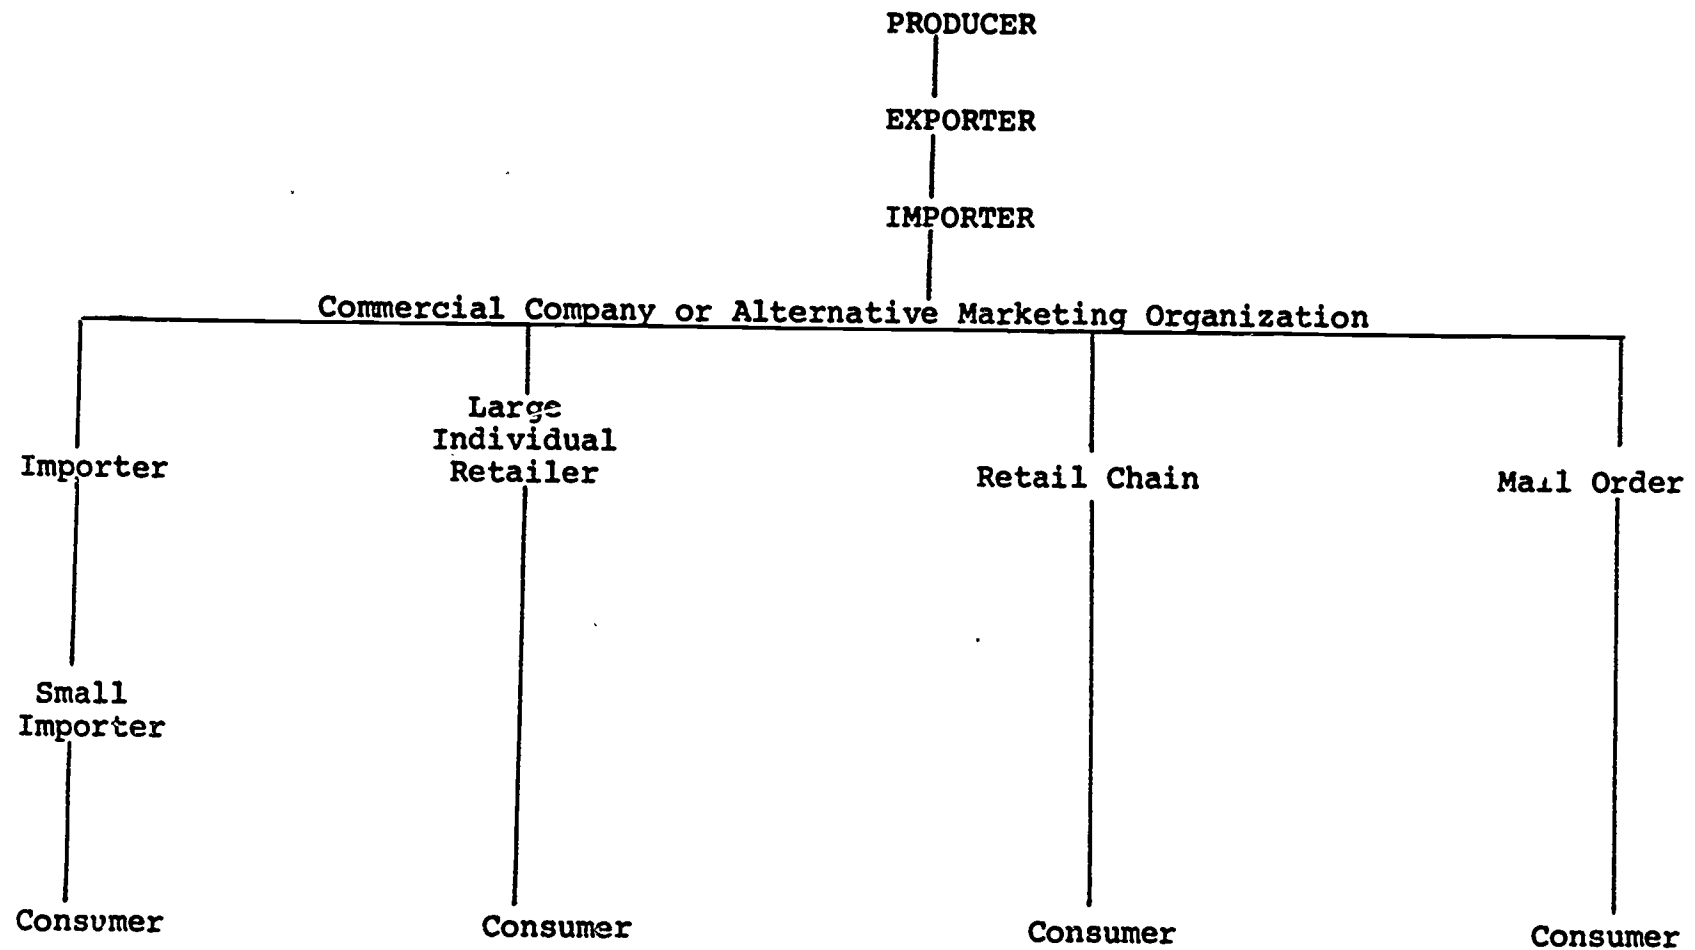 PRODUCER
EXPORTER
IMPORTER
Commercial Company or Alternative Marketing Organization
Large
Individual
Retailer
Importer
Retail Chain
Mail Order
Small
Importer
Consumer
Consumer
Consumer
Consumer